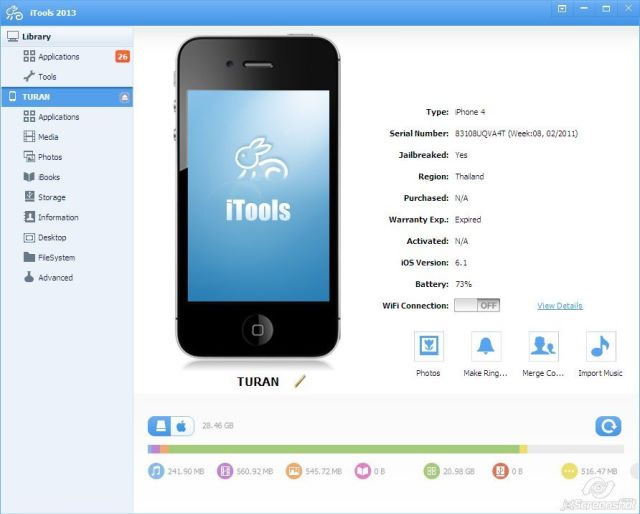 iTools 2013
Library
Applications 26
Tools
TURAN
Applications
Media
Photos
iBooks
Storage
Information
Desktop
FileSystem
Advanced
iTools
TURAN
Type: iPhone 4
Serial Number: 83108UQVA4T (Week:08, 02/2011)
Jailbroken: Yes
Region: Thailand
Purchased: N/A
Warranty Exp.: Expired
Activated: N/A
iOS Version: 6.1
Battery: 73%
WiFi Connection: OFF View Details
Photos Make Ring... Merge Co... Import Music
28.46 GB
241.90 MB 560.92 MB 545.72 MB 0 B 20.98 GB 0 B 516.47 MB
jetScreenshot